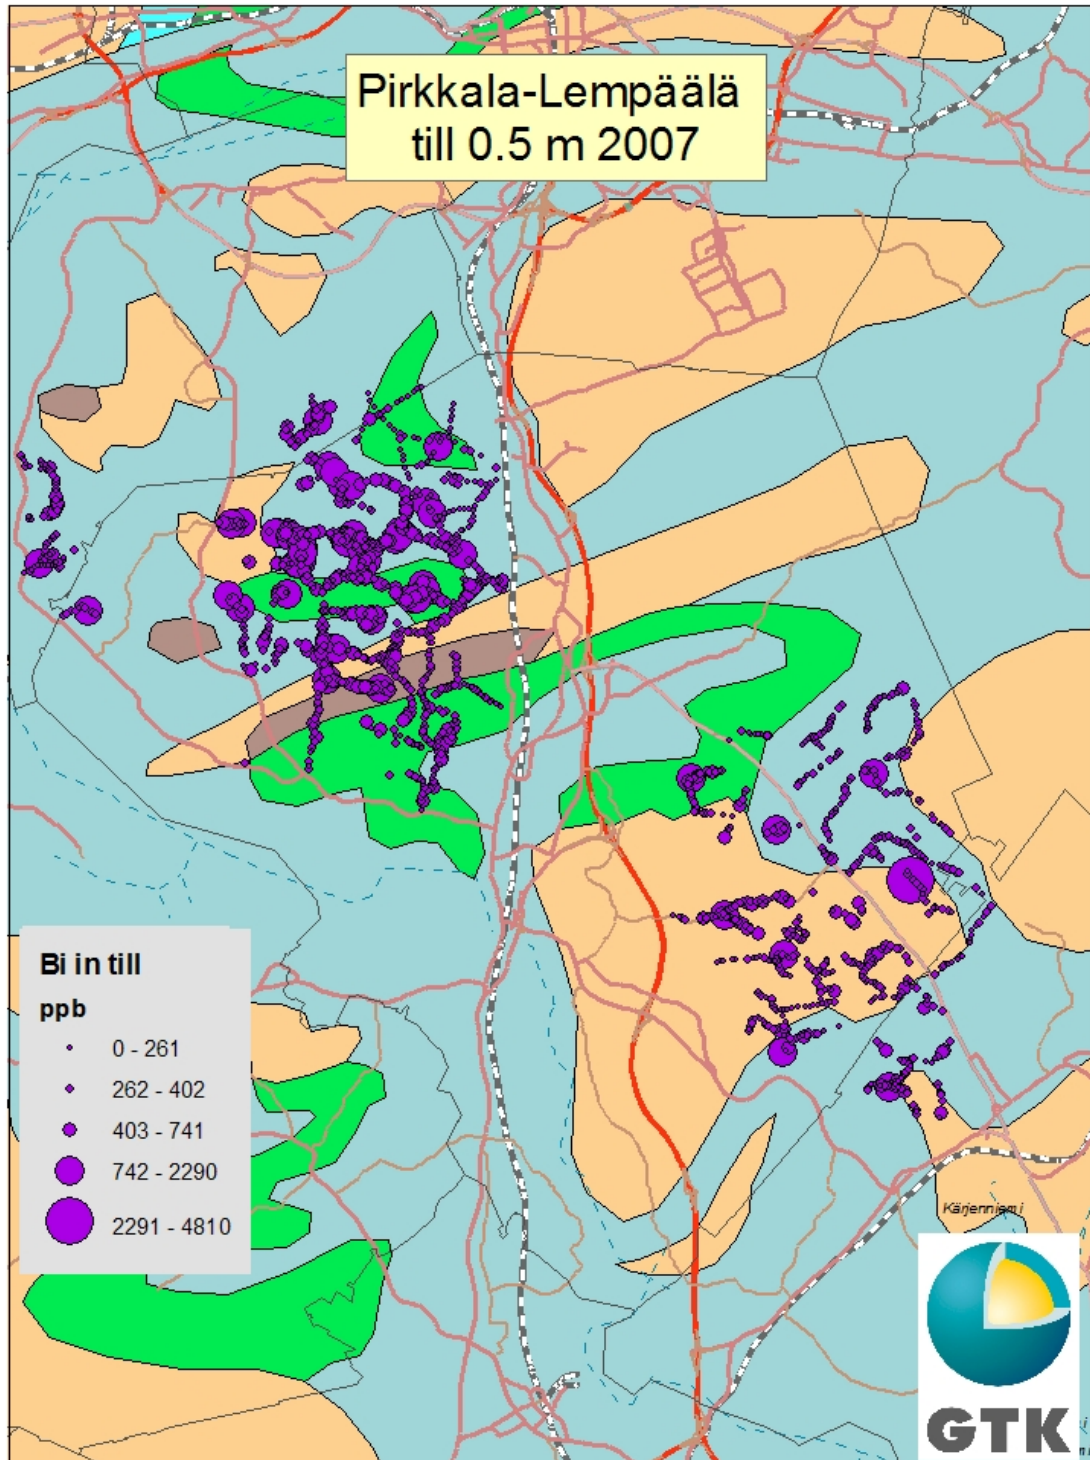 Pirkkala-Lempäälä
till 0.5 m 2007
Bi in till
ppb
0 - 261
262 - 402
403 - 741
742 - 2290
2291 - 4810
Kärjenniemi
GTK